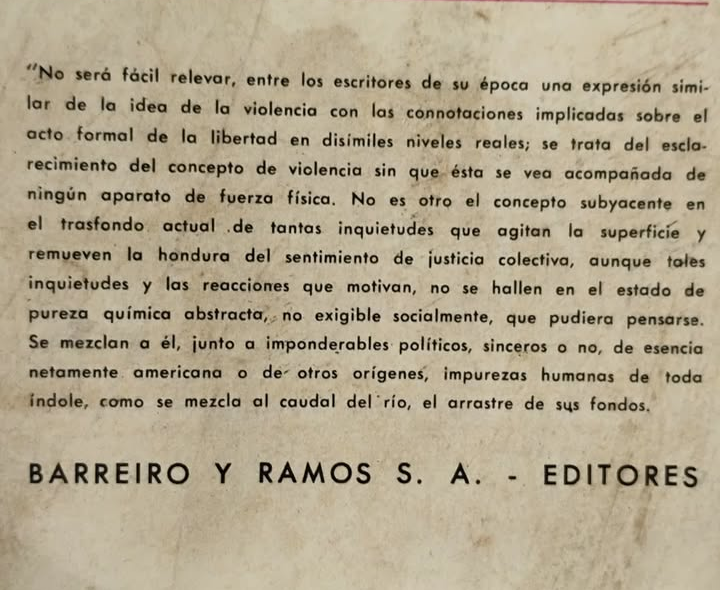 "No será fácil relevar, entre los escritores de su época una expresión simi-
lar de la idea de la violencia con las connotaciones implicadas sobre el
acto formal de la libertad en disímiles niveles reales; se trata del escla-
recimiento del concepto de violencia sin que ésta se vea acompañada de
ningún aparato de fuerza física. No es otro el concepto subyacente en
el trasfondo actual de tantas inquietudes que agitan la superficie y
remueven la hondura del sentimiento de justicia colectiva, aunque tales
inquietudes y las reacciones que motivan, no se hallen en el estado de
pureza química abstracta, no exigible socialmente, que pudiera pensarse.
Se mezclan a él, junto a imponderables políticos, sinceros o no, de esencia
netamente americana o de otros orígenes, impurezas humanas de toda
índole, como se mezcla al caudal del río, el arrastre de sus fondos.
BARREIRO Y RAMOS S. A. - EDITORES